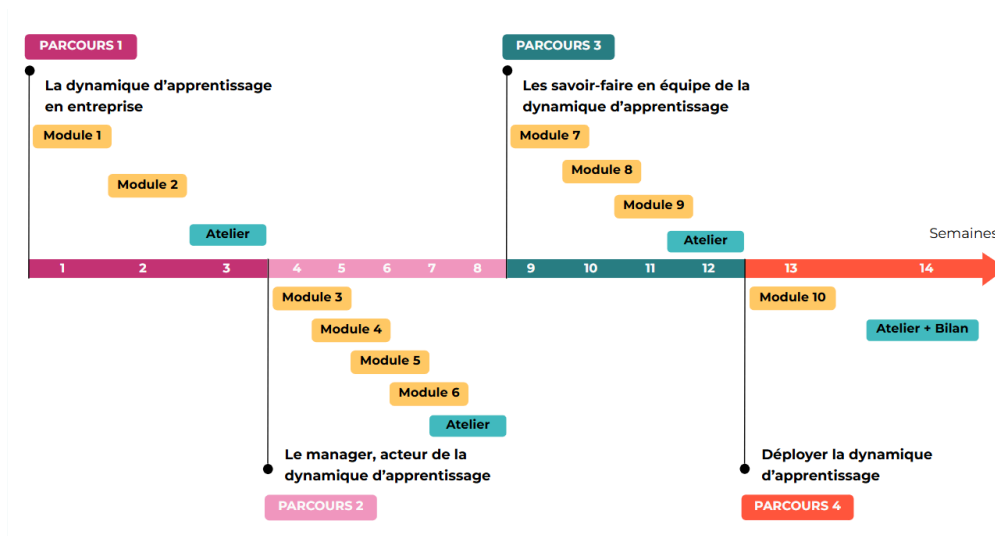 PARCOURS 1
La dynamique d’apprentissage
en entreprise
Module 1
Module 2
Atelier
PARCOURS 3
Les savoir-faire en équipe de la
dynamique d’apprentissage
Module 7
Module 8
Module 9
Atelier
Semaines
1 2 3 4 5 6 7 8 9 10 11 12 13 14
Module 3
Module 4
Module 5
Module 6
Atelier
Le manager, acteur de la
dynamique d’apprentissage
PARCOURS 2
Module 10
Atelier + Bilan
Déployer la dynamique
d’apprentissage
PARCOURS 4